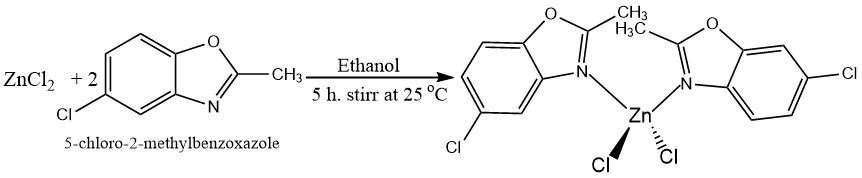 ZnCl2 + 2
Cl
O
N
CH3
5-chloro-2-methylbenzoxazole
Ethanol
5 h. stirr at 25 °C
O
CH3
N
Cl
H3C
O
N
Cl
Zn
Cl
Cl